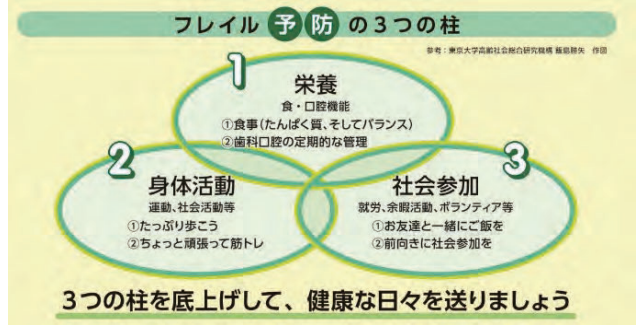 フレイル予防の3つの柱
参考:東京大学高齢社会総合研究機構 飯島勝矢 作図
1
栄養
食・口腔機能
①食事(たんぱく質、そしてバランス)
②歯科口腔の定期的な管理
2
身体活動
運動、社会活動等
①たっぷり歩こう
②ちょっと頑張って筋トレ
3
社会参加
就労、余暇活動、ボランティア等
①お友達と一緒にご飯を
②前向きに社会参加を
3つの柱を底上げして、健康な日々を送りましょう